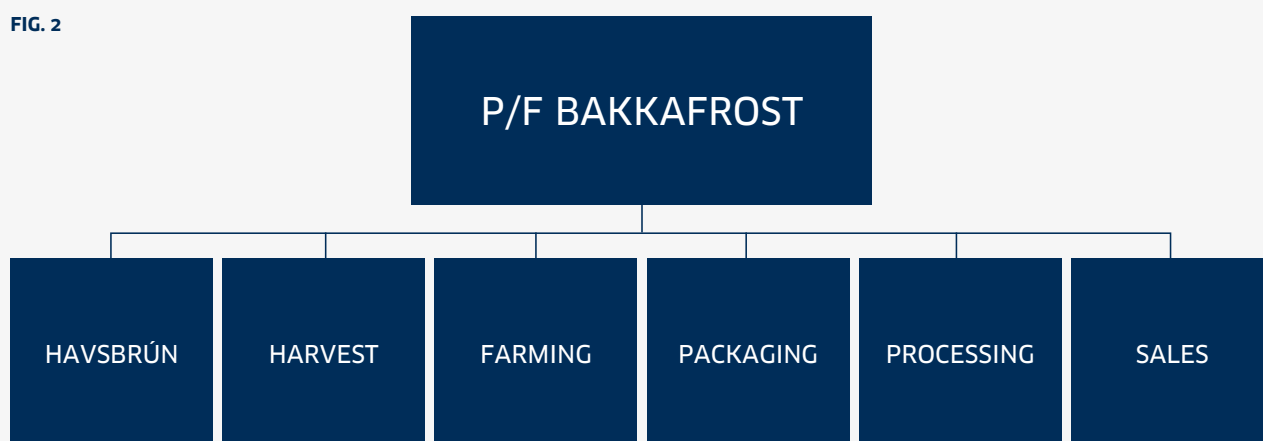 FIG. 2
P/F BAKKAFROST
HAVSBRÚN
HARVEST
FARMING
PACKAGING
PROCESSING
SALES